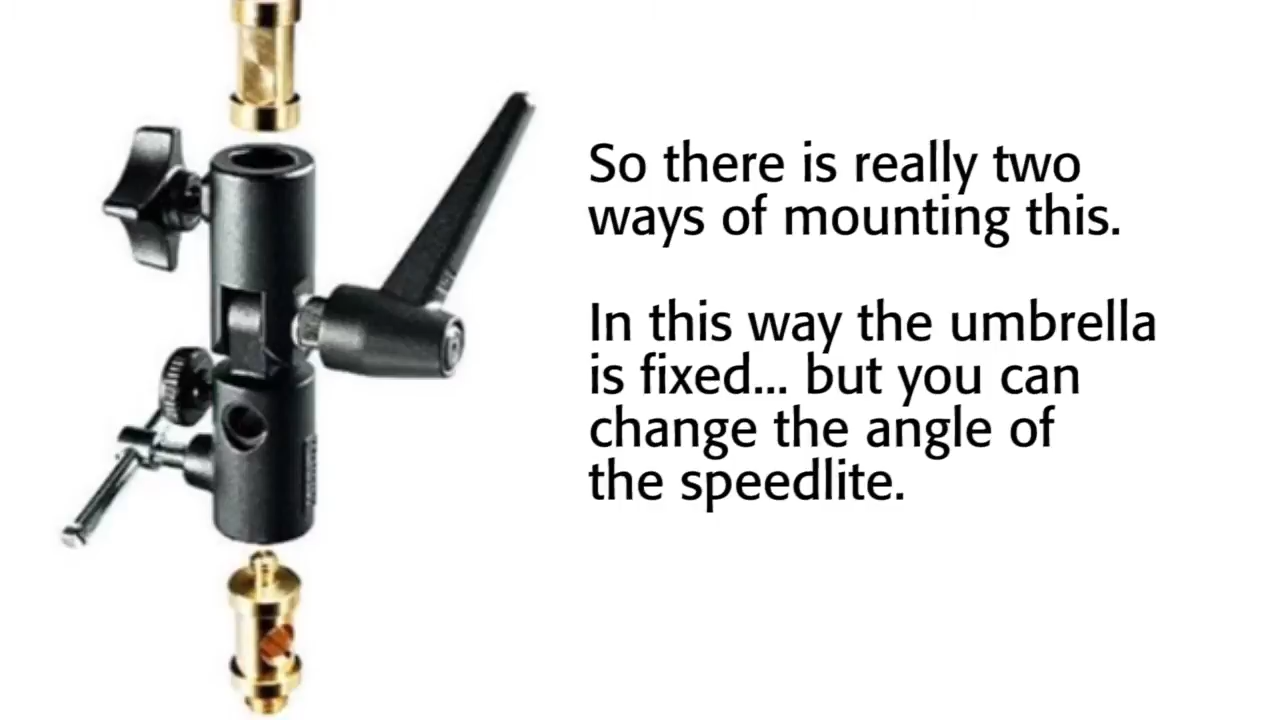 So there is really two
ways of mounting this.
In this way the umbrella
is fixed... but you can
change the angle of
the speedlite.